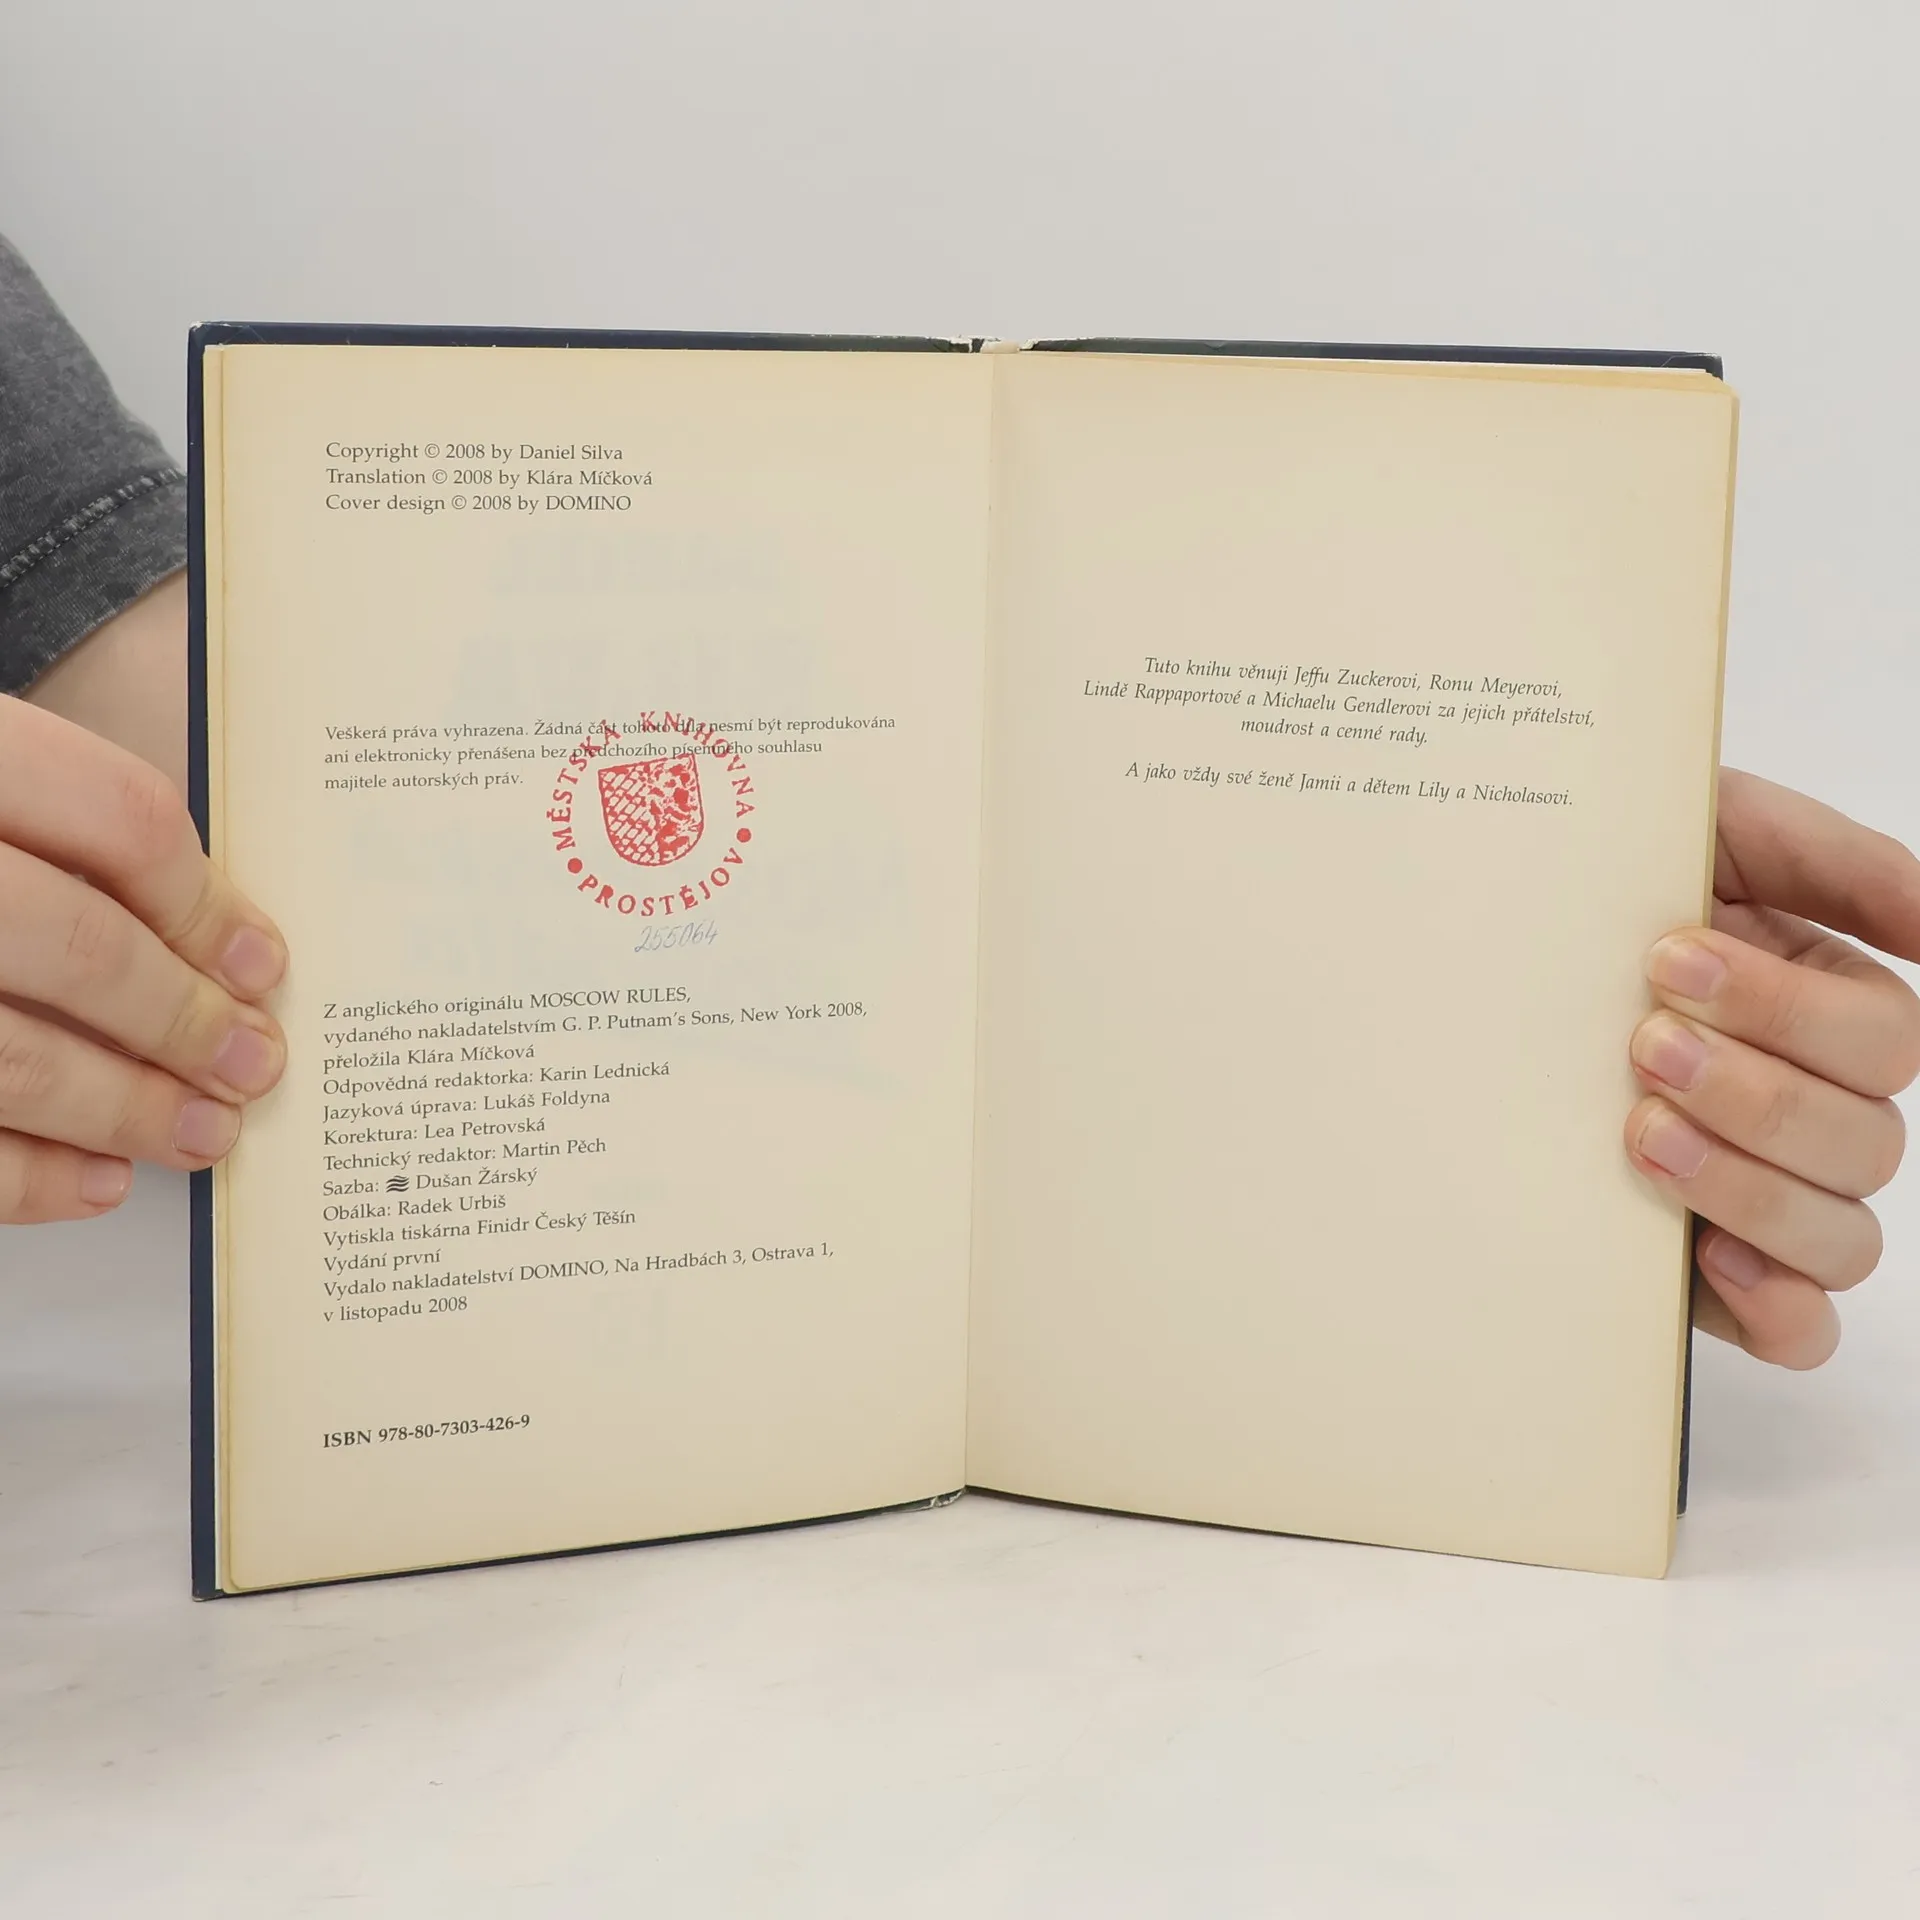 Copyright © 2008 by Daniel Silva
Translation © 2008 by Klára Míčková
Cover design © 2008 by DOMINO
Veškerá práva vyhrazena. Žádná část tohoto díla nesmí být reprodukována
ani elektronicky přenášena bez předchozího písemného souhlasu
majitele autorských práv.
MĚSTSKÁ KNIHOVNA
PROSTĚJOV
255064
Z anglického originálu MOSCOW RULES,
vydaného nakladatelstvím G. P. Putnam's Sons, New York 2008,
přeložila Klára Míčková
Odpovědná redaktorka: Karin Lednická
Jazyková úprava: Lukáš Foldyna
Korektura: Lea Petrovská
Technický redaktor: Martin Pěch
Sazba: Dušan Žárský
Obálka: Radek Urbiš
Vytiskla tiskárna Finidr Český Těšín
Vydání první
Vydalo nakladatelství DOMINO, Na Hradbách 3, Ostrava 1,
v listopadu 2008
ISBN 978-80-7303-426-9
Tuto knihu věnuji Jeffu Zuckerovi, Ronu Meyerovi,
Lindě Rappaportové a Michaelu Gendlerovi za jejich přátelství,
moudrost a cenné rady.
A jako vždy své ženě Jamii a dětem Lily a Nicholasovi.